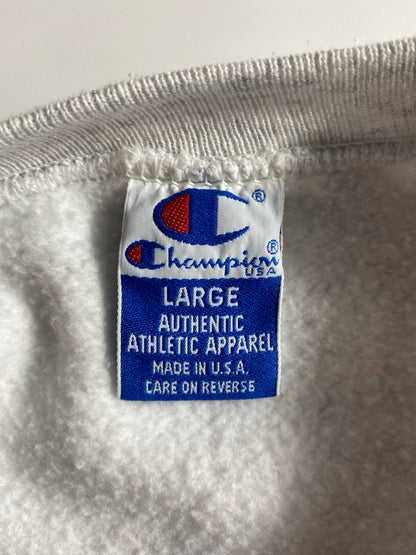 ®
Champion®
USA
LARGE
AUTHENTIC
ATHLETIC APPAREL
MADE IN U.S.A.
CARE ON REVERSE